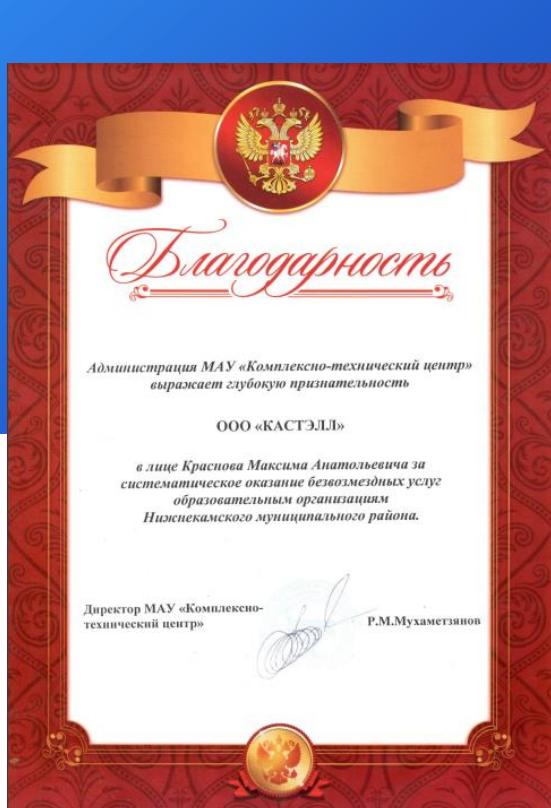 Благодарность
Администрация МАУ «Комплексно-технический центр»
выражает глубокую признательность
ООО «КАСТЭЛЛ»
в лице Краснова Максима Анатольевича за
систематическое оказание безвозмездных услуг
образовательным организациям
Нижнекамского муниципального района.
Директор МАУ «Комплексно-
технический центр»
Р.М.Мухаметзянов